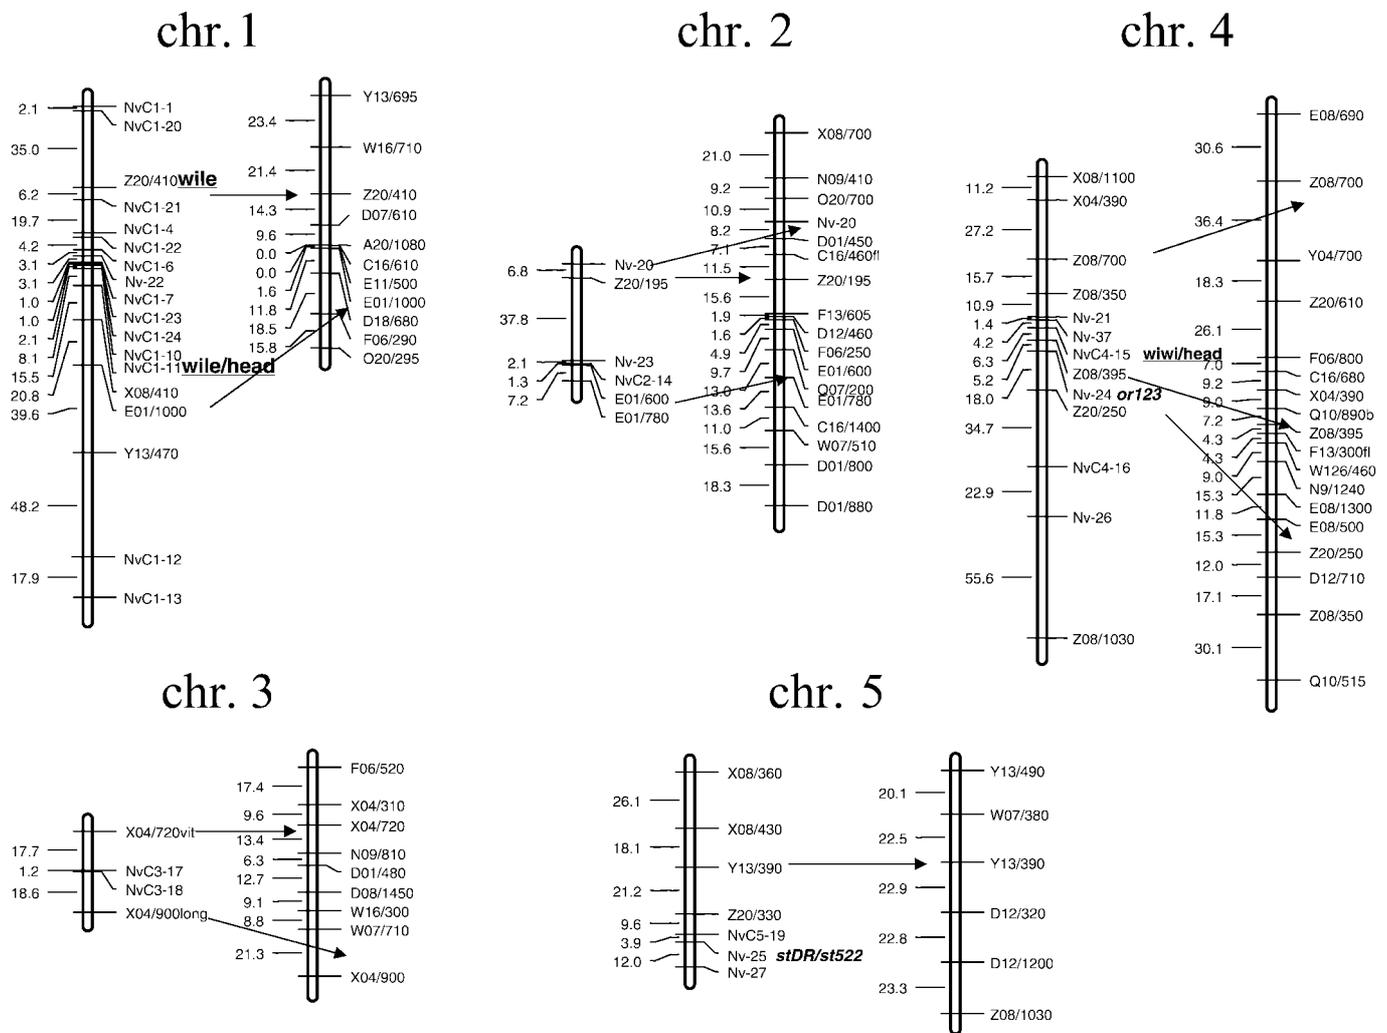 chr. 1
2.1
35.0
6.2
19.7
4.2
3.1
3.1
1.0
1.0
2.1
8.1
15.5
20.8
39.6
48.2
17.9
NvC1-1
NvC1-20
Z20/410 wile
NvC1-21
NvC1-4
NvC1-22
NvC1-6
Nv-22
NvC1-7
NvC1-23
NvC1-24
NvC1-10
NvC1-11 wile/head
X08/410
E01/1000
Y13/470
NvC1-12
NvC1-13
23.4
21.4
14.3
9.6
0.0
0.0
1.6
11.8
18.5
15.8
Y13/695
W16/710
Z20/410
D07/610
A20/1080
C16/610
E11/500
E01/1000
D18/680
F06/290
O20/295
chr. 2
6.8
37.8
2.1
1.3
7.2
Nv-20
Z20/195
Nv-23
NvC2-14
E01/600
E01/780
21.0
9.2
10.9
8.2
7.1
11.5
15.6
1.9
1.6
4.9
9.7
13.0
13.6
11.0
15.6
18.3
X08/700
N09/410
O20/700
Nv-20
D01/450
C16/460fl
Z20/195
F13/605
D12/460
F06/250
E01/600
O07/200
E01/780
C16/1400
W07/510
D01/800
D01/880
chr. 4
11.2
27.2
15.7
10.9
1.4
4.2
6.3
5.2
18.0
34.7
22.9
55.6
X08/1100
X04/390
Z08/700
Z08/350
Nv-21
Nv-37
NvC4-15 wiwi/head
Z08/395
Nv-24 or123
Z20/250
NvC4-16
Nv-26
Z08/1030
30.6
36.4
18.3
26.1
7.0
9.2
9.0
7.2
4.3
4.3
9.0
15.3
11.8
15.3
12.0
17.1
30.1
E08/690
Z08/700
Y04/700
Z20/610
F06/800
C16/680
X04/390
Q10/890b
Z08/395
F13/300fl
W126/460
N9/1240
E08/1300
E08/500
Z20/250
D12/710
Z08/350
Q10/515
chr. 3
17.7
1.2
18.6
X04/720vit
NvC3-17
NvC3-18
X04/900long
17.4
9.6
13.4
6.3
12.7
9.1
8.8
21.3
F06/520
X04/310
X04/720
N09/810
D01/480
D08/1450
W16/300
W07/710
X04/900
chr. 5
26.1
18.1
21.2
9.6
3.9
12.0
X08/360
X08/430
Y13/390
Z20/330
NvC5-19
Nv-25 stDR/st522
Nv-27
20.1
22.5
22.9
22.8
23.3
Y13/490
W07/380
Y13/390
D12/320
D12/1200
Z08/1030